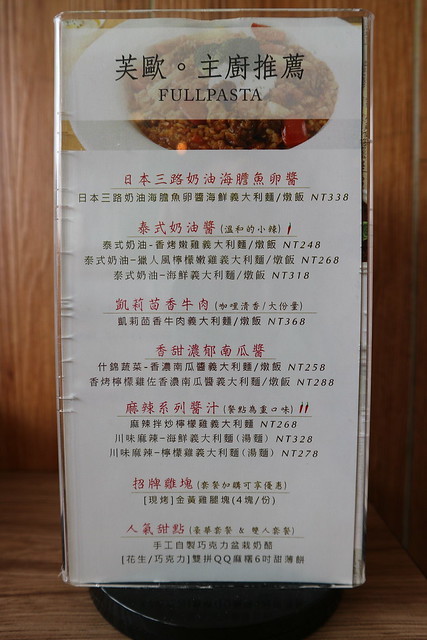 芙歐。主廚推薦
FULLPASTA
日本三路奶油海膽魚卵醬
日本三路奶油海膽魚卵醬海鮮義大利麵/燉飯 NT338
泰式奶油醬 (溫和的小辣)
泰式奶油-香烤嫩雞義大利麵/燉飯 NT248
泰式奶油-獵人風檸檬嫩雞義大利麵/燉飯 NT268
泰式奶油-海鮮義大利麵/燉飯 NT318
凱莉茴香牛肉 (咖哩清香/大份量)
凱莉茴香牛肉義大利麵/燉飯 NT368
香甜濃郁南瓜醬
什錦蔬菜-香濃南瓜醬義大利麵/燉飯 NT258
香烤檸檬雞佐香濃南瓜醬義大利麵/燉飯 NT288
麻辣系列醬汁 (餐點為重口味)
麻辣拌炒檸檬雞義大利麵 NT268
川味麻辣-海鮮義大利麵(湯麵) NT328
川味麻辣-檸檬雞義大利麵(湯麵) NT278
招牌雞塊 (套餐加購可享優惠)
[現烤]金黃雞腿塊(4塊/份)
人氣甜點 (豪華套餐 & 雙人套餐)
手工自製巧克力盆栽奶酪
[花生/巧克力]雙拼QQ麻糬6吋甜薄餅